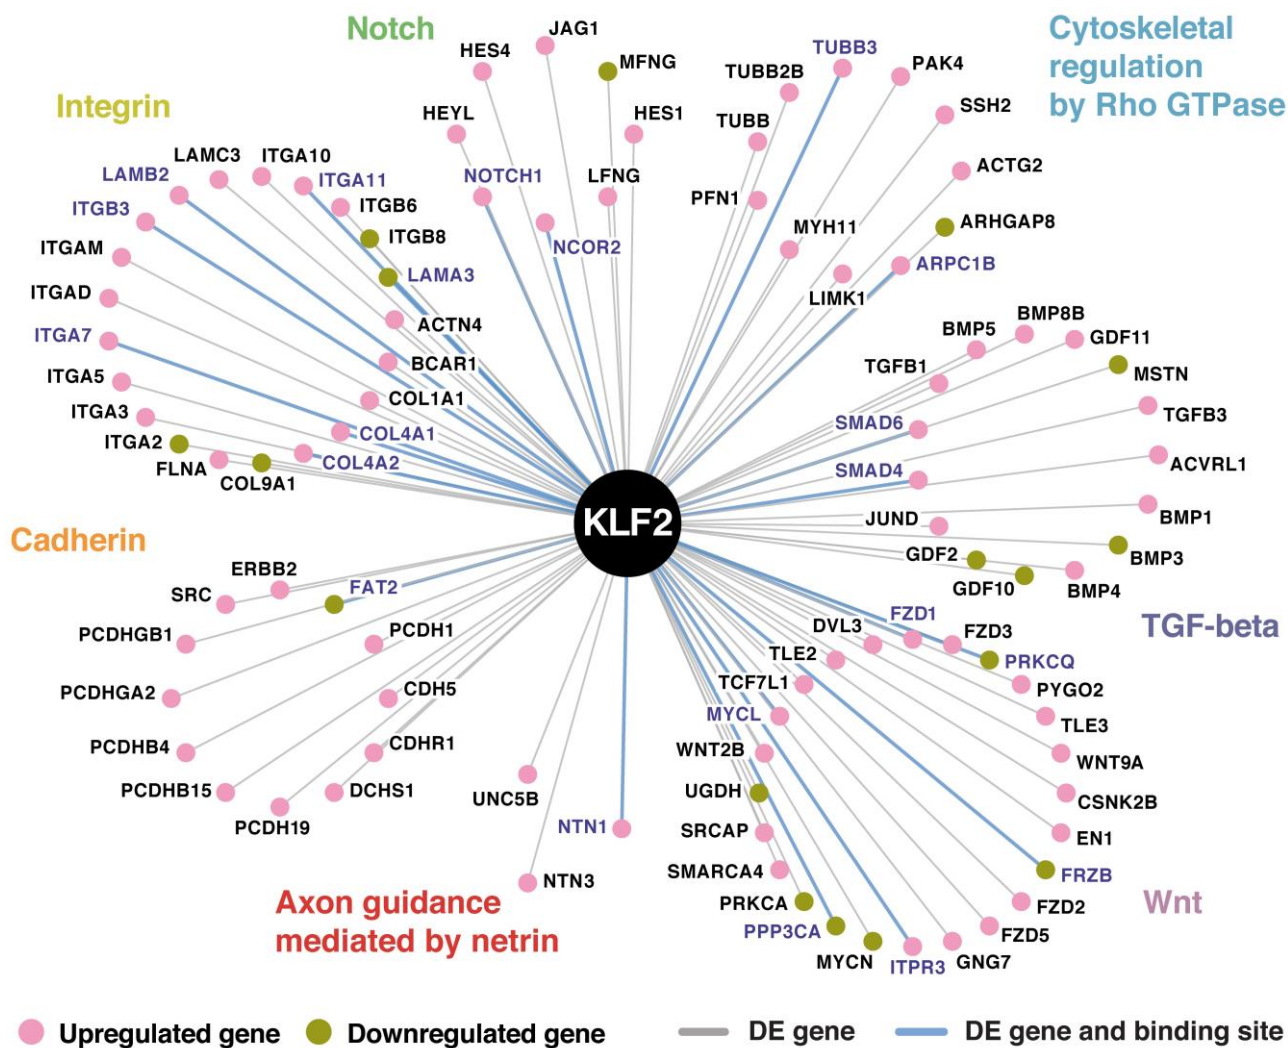 Notch
JAG1
HES4
MFNG
HEYL
HES1
NOTCH1
LFNG
NCOR2
Cytoskeletal
regulation
by Rho GTPase
TUBB3
TUBB2B
PAK4
SSH2
TUBB
ACTG2
PFN1
MYH11
ARHGAP8
ARPC1B
LIMK1
Integrin
LAMC3
ITGA10
LAMB2
ITGA11
ITGB3
ITGB6
ITGAM
ITGB8
LAMA3
ITGAD
ACTN4
ITGA7
BCAR1
ITGA5
COL1A1
ITGA3
COL4A1
ITGA2
COL4A2
FLNA
COL9A1
KLF2
BMP8B
BMP5
GDF11
TGFB1
MSTN
TGFB3
SMAD6
ACVRL1
SMAD4
JUND
BMP1
GDF2
BMP3
GDF10
BMP4
TGF-beta
Cadherin
ERBB2
SRC
FAT2
PCDHGB1
PCDH1
PCDHGA2
CDH5
PCDHB4
CDHR1
PCDHB15
DCHS1
PCDH19
UNC5B
NTN1
NTN3
Axon guidance
mediated by netrin
FZD1
DVL3
FZD3
TLE2
PRKCQ
TCF7L1
PYGO2
MYCL
TLE3
WNT2B
WNT9A
UGDH
CSNK2B
SRCAP
EN1
SMARCA4
FRZB
PRKCA
FZD2
PPP3CA
FZD5
MYCN
ITPR3
GNG7
Wnt
Upregulated gene
Downregulated gene
DE gene
DE gene and binding site